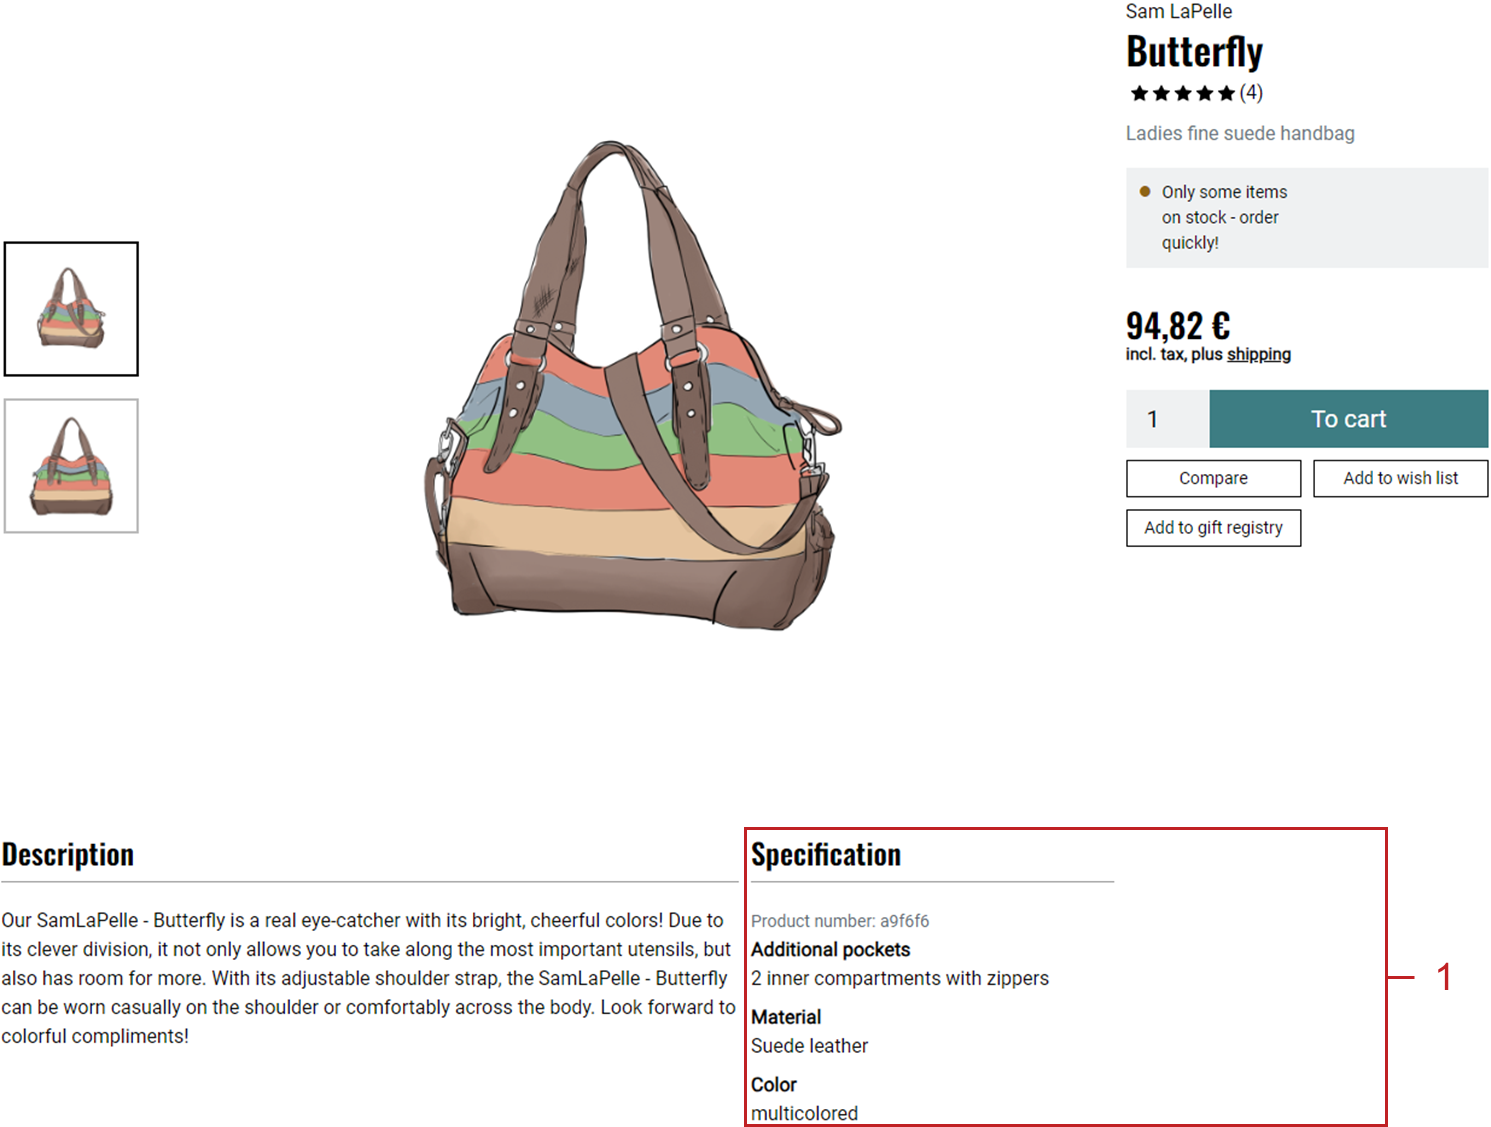 Sam LaPelle
Butterfly
★★★★★(4)
Ladies fine suede handbag
Only some items
on stock - order
quickly!
94,82 €
incl. tax, plus shipping
1
To cart
Compare
Add to wish list
Add to gift registry
Description
Our SamLaPelle - Butterfly is a real eye-catcher with its bright, cheerful colors! Due to
its clever division, it not only allows you to take along the most important utensils, but
also has room for more. With its adjustable shoulder strap, the SamLaPelle - Butterfly
can be worn casually on the shoulder or comfortably across the body. Look forward to
colorful compliments!
Specification
Product number: a9f6f6
Additional pockets
2 inner compartments with zippers
Material
Suede leather
Color
multicolored
1